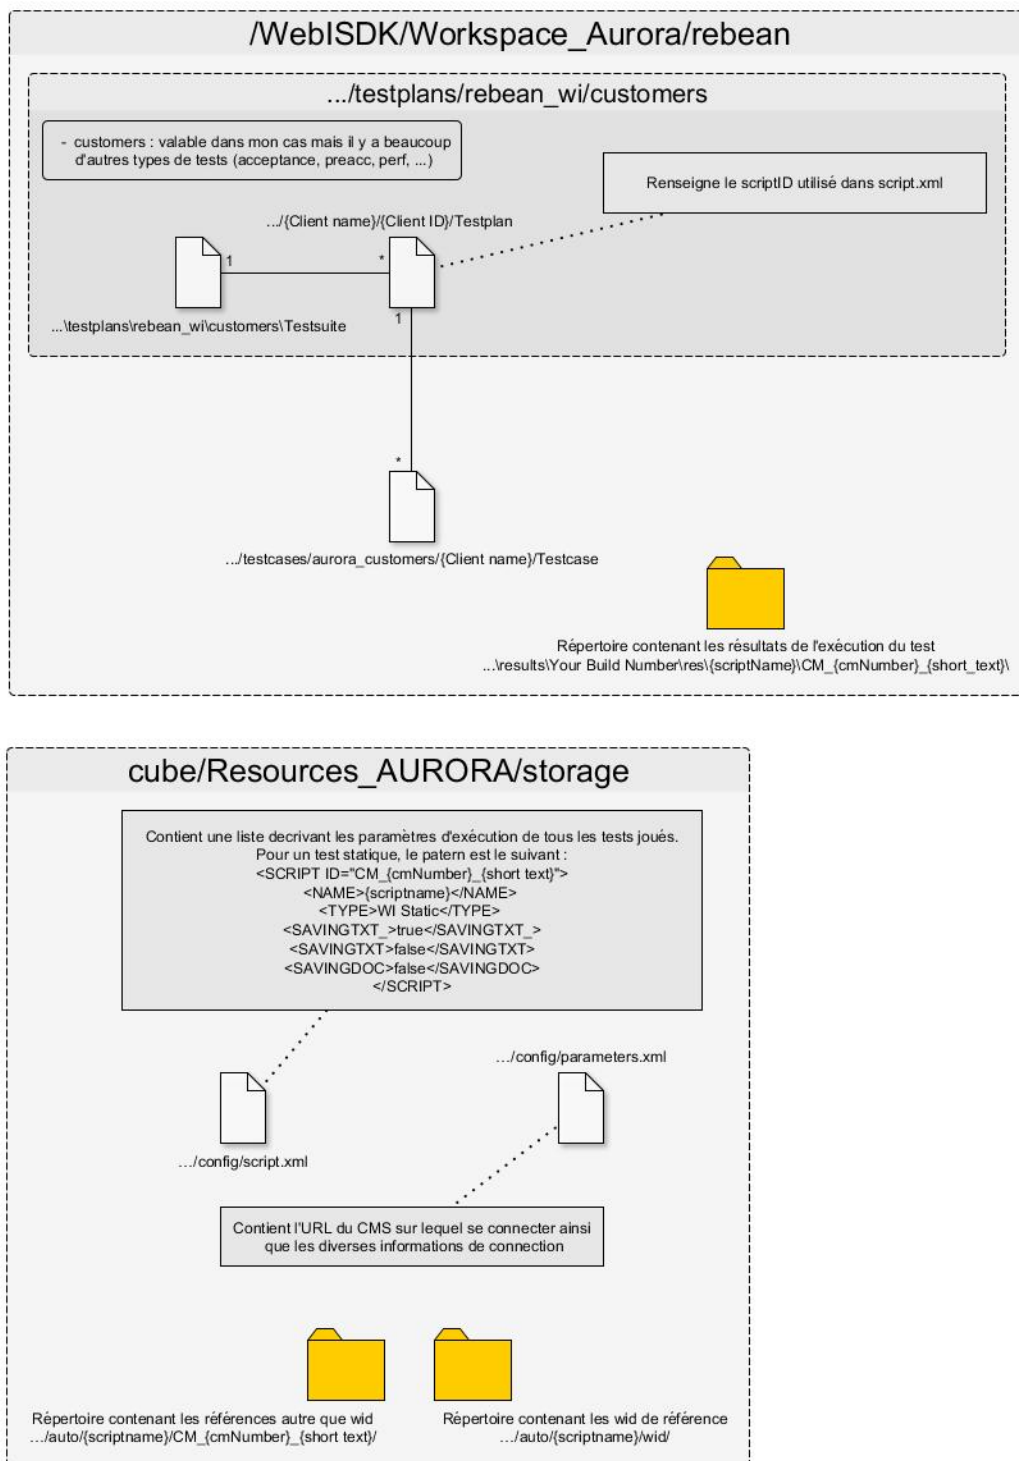 /WebISDK/Workspace_Aurora/rebean
.../testplans/rebean_wi/customers
- customers : valable dans mon cas mais il y a beaucoup
d'autres types de tests (acceptance, preacc, perf, ...)
Renseigne le scriptID utilisé dans script.xml
.../{Client name}/{Client ID}/Testplan
1
*
...\testplans\rebean_wi\customers\Testsuite
1
*
.../testcases/aurora_customers/{Client name}/Testcase
Répertoire contenant les résultats de l'exécution du test
...\results\Your Build Number\res\{scriptName}\CM_{cmNumber}_{short_text}\
cube/Resources_AURORA/storage
Contient une liste decrivant les paramètres d'exécution de tous les tests joués.
Pour un test statique, le patern est le suivant :
<SCRIPT ID="CM_{cmNumber}_{short text}">
<NAME>{scriptname}</NAME>
<TYPE>WI Static</TYPE>
<SAVINGTXT_>true</SAVINGTXT_>
<SAVINGTXT>false</SAVINGTXT>
<SAVINGDOC>false</SAVINGDOC>
</SCRIPT>
.../config/parameters.xml
.../config/script.xml
Contient l'URL du CMS sur lequel se connecter ainsi
que les diverses informations de connection
Répertoire contenant les références autre que wid
.../auto/{scriptname}/CM_{cmNumber}_{short text}/
Répertoire contenant les wid de référence
.../auto/{scriptname}/wid/